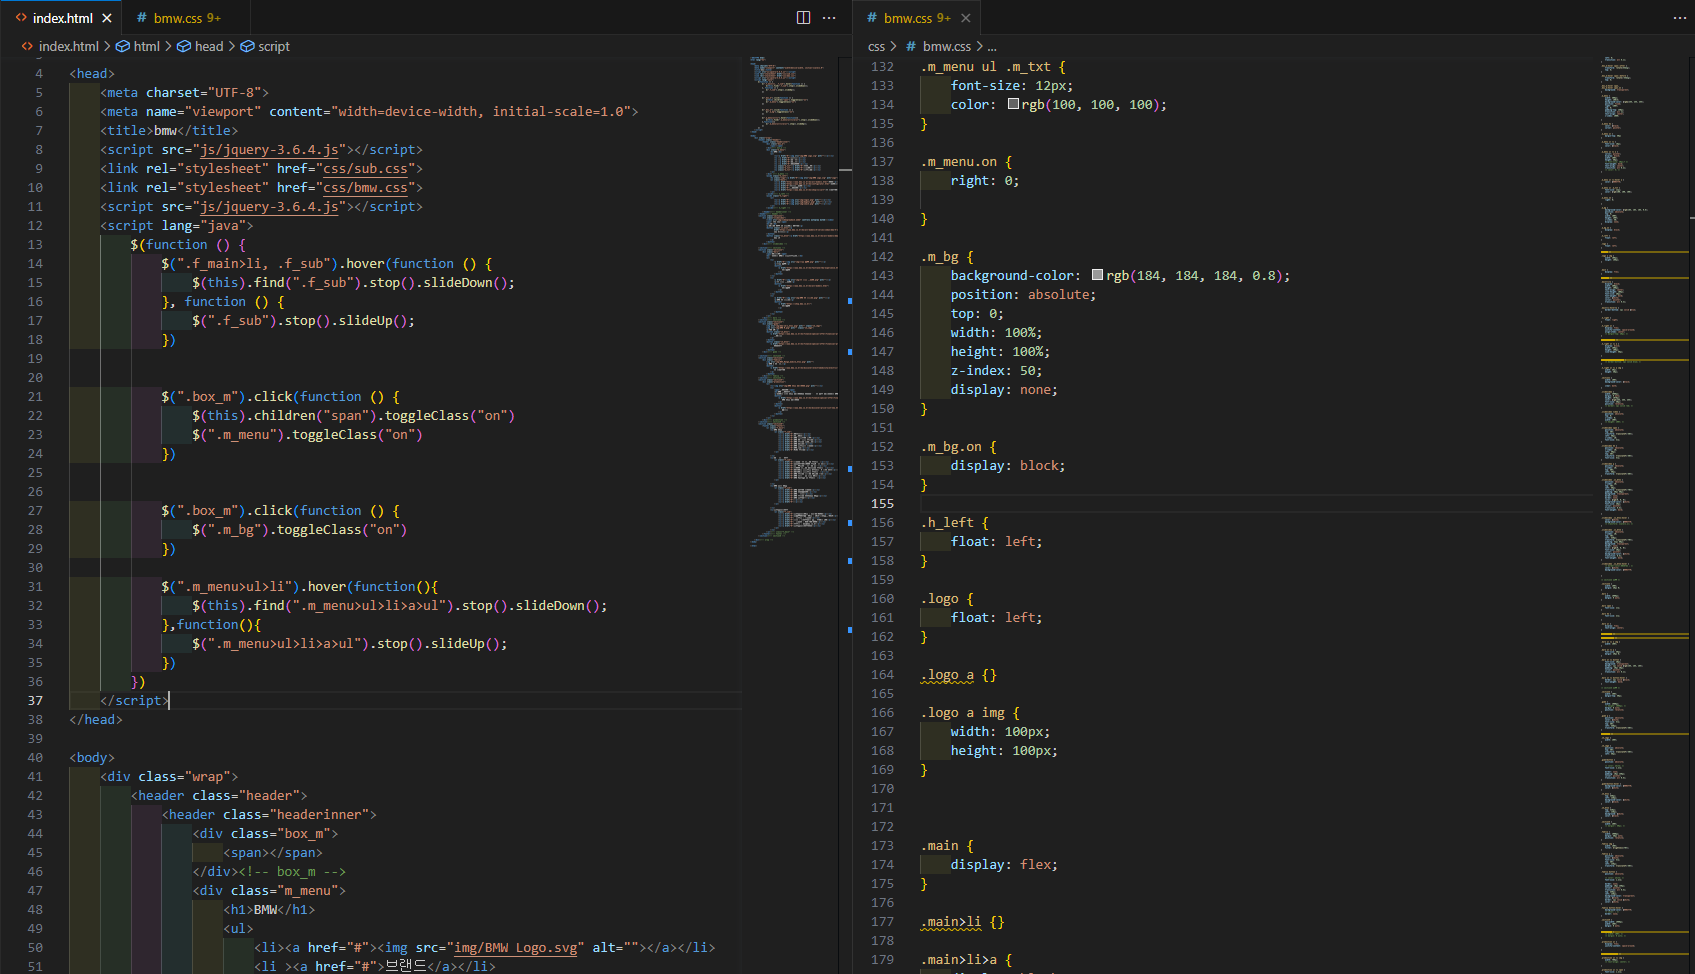 index.html
bmw.css 9+
index.html > html > head > script
4 <head>
5 <meta charset="UTF-8">
6 <meta name="viewport" content="width=device-width, initial-scale=1.0">
7 <title>bmw</title>
8 <script src="js/jquery-3.6.4.js"></script>
9 <link rel="stylesheet" href="css/sub.css">
10 <link rel="stylesheet" href="css/bmw.css">
11 <script src="js/jquery-3.6.4.js"></script>
12 <script lang="java">
13 $(function () {
14 $(".f_main>li, .f_sub").hover(function () {
15 $(this).find(".f_sub").stop().slideDown();
16 }, function () {
17 $(".f_sub").stop().slideUp();
18 })
19
20
21 $(".box_m").click(function () {
22 $(this).children("span").toggleClass("on")
23 $(".m_menu").toggleClass("on")
24 })
25
26
27 $(".box_m").click(function () {
28 $(".m_bg").toggleClass("on")
29 })
30
31 $(".m_menu>ul>li").hover(function(){
32 $(this).find(".m_menu>ul>li>a>ul").stop().slideDown();
33 },function(){
34 $(".m_menu>ul>li>a>ul").stop().slideUp();
35 })
36 })
37 </script>
38 </head>
39
40 <body>
41 <div class="wrap">
42 <header class="header">
43 <header class="headerinner">
44 <div class="box_m">
45 <span></span>
46 </div><!-- box_m -->
47 <div class="m_menu">
48 <h1>BMW</h1>
49 <ul>
50 <li><a href="#"><img src="img/BMW Logo.svg" alt=""></a></li>
51 <li ><a href="#">브랜드</a></li>
bmw.css 9+
css > bmw.css > ...
132 .m_menu ul .m_txt {
133 font-size: 12px;
134 color: rgb(100, 100, 100);
135 }
136
137 .m_menu.on {
138 right: 0;
139
140 }
141
142 .m_bg {
143 background-color: rgb(184, 184, 184, 0.8);
144 position: absolute;
145 top: 0;
146 width: 100%;
147 height: 100%;
148 z-index: 50;
149 display: none;
150 }
151
152 .m_bg.on {
153 display: block;
154 }
155
156 .h_left {
157 float: left;
158 }
159
160 .logo {
161 float: left;
162 }
163
164 .logo a {}
165
166 .logo a img {
167 width: 100px;
168 height: 100px;
169 }
170
171
172
173 .main {
174 display: flex;
175 }
176
177 .main>li {}
178
179 .main>li>a {